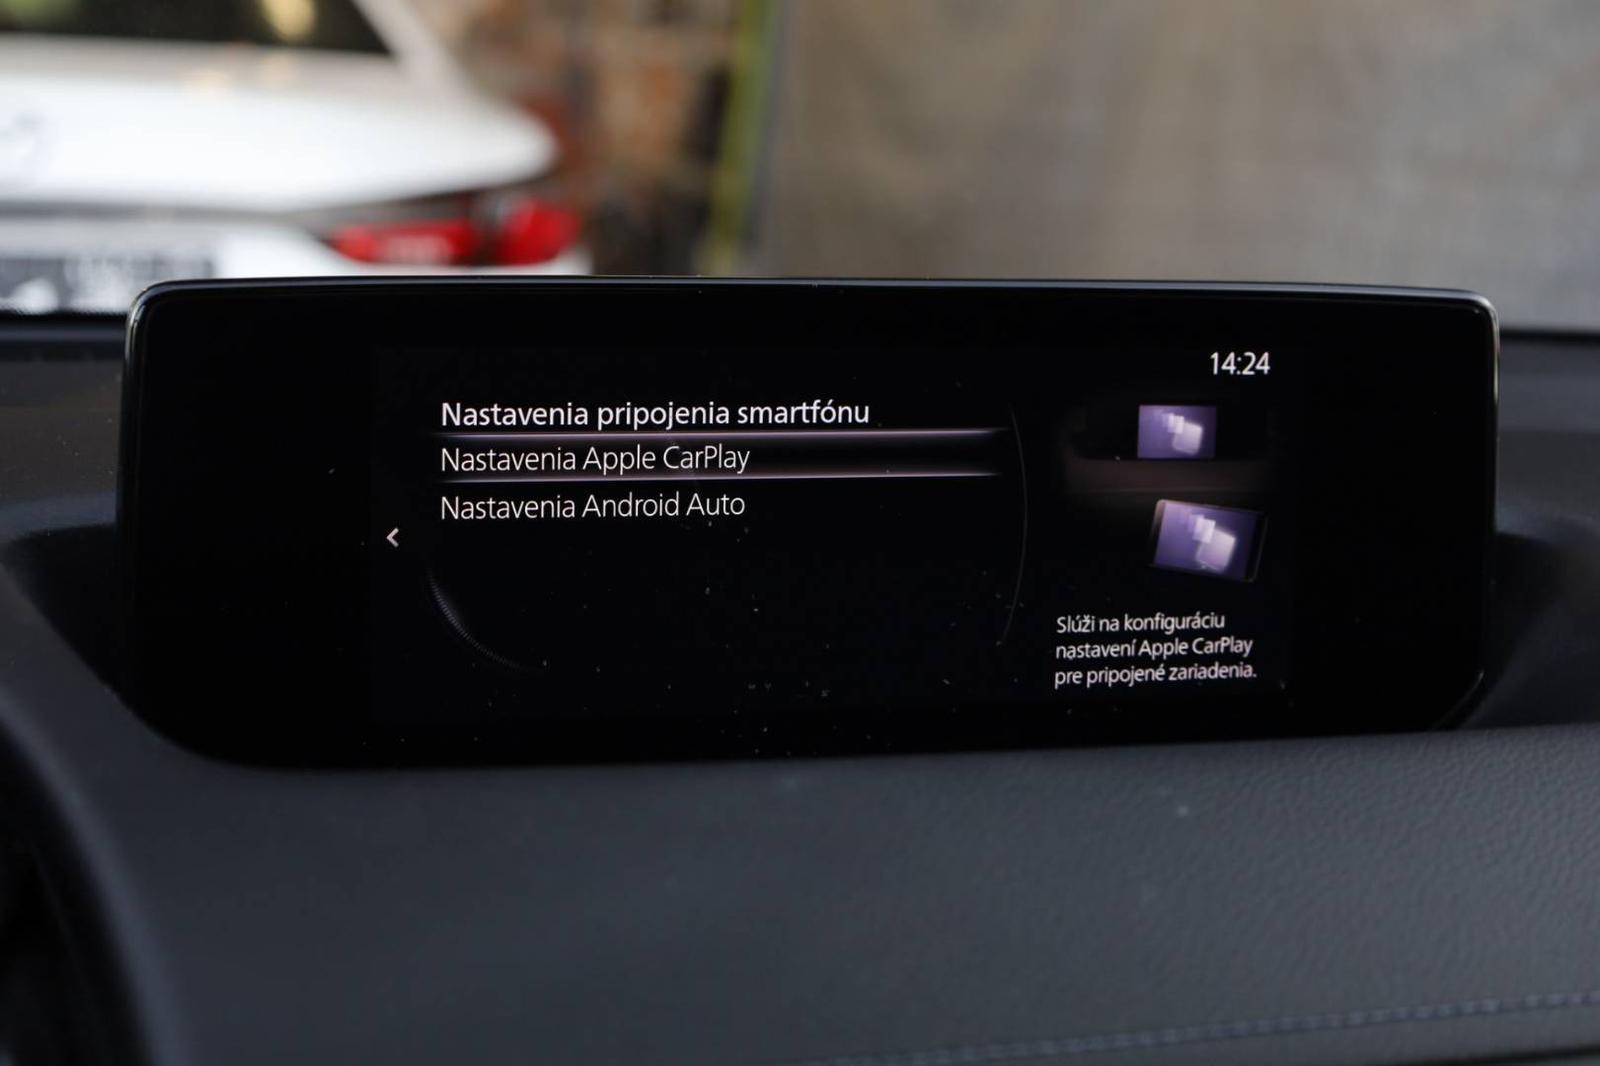 14:24
Nastavenia pripojenia smartfónu
Nastavenia Apple CarPlay
Nastavenia Android Auto
Slúži na konfiguráciu
nastavení Apple CarPlay
pre pripojené zariadenia.